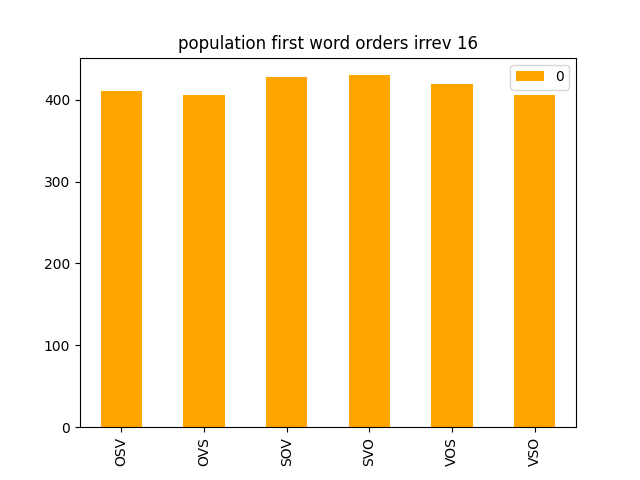 population first word orders irrev 16
0
400
300
200
100
0
OSV
OVS
SOV
SVO
VOS
VSO